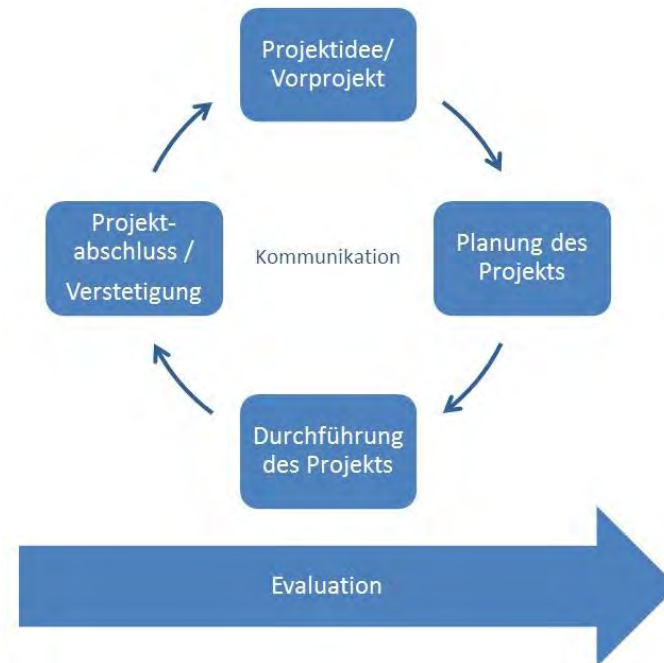 Projektidee/
Vorprojekt
Projekt-
abschluss /
Verstetigung
Kommunikation
Planung des
Projekts
Durchführung
des Projekts
Evaluation